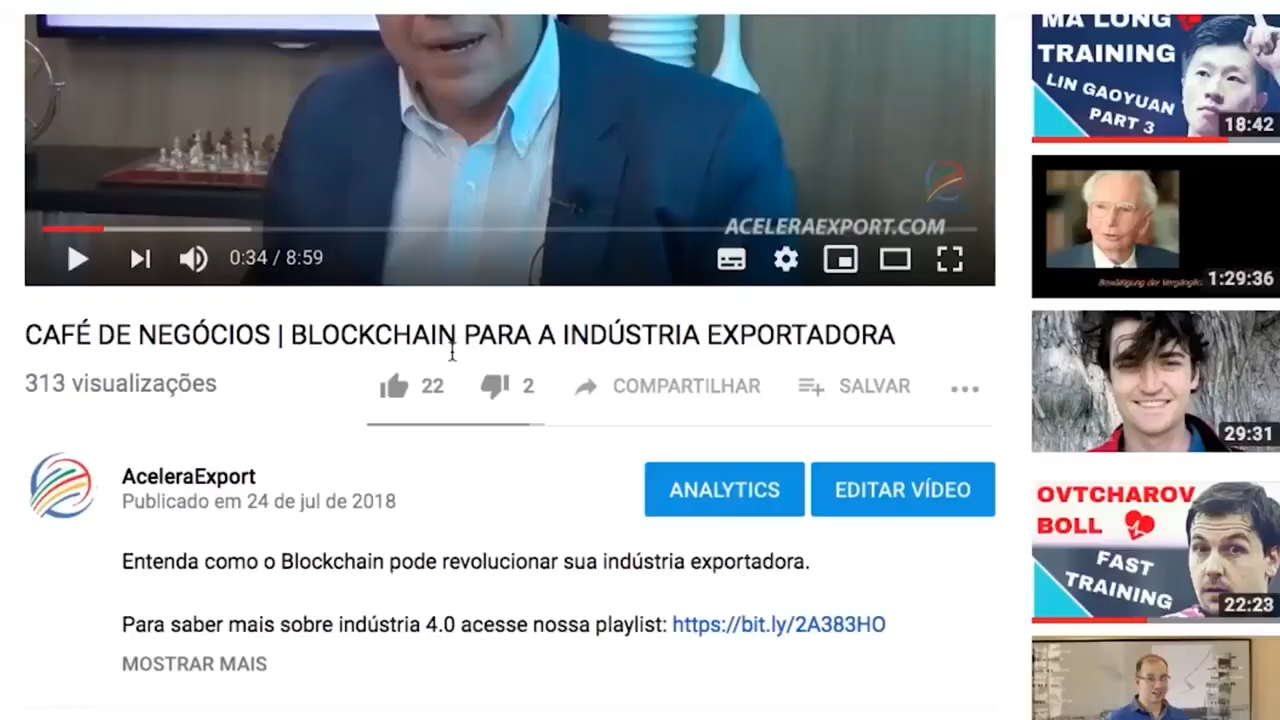 ACELERAEXPORT.COM
0:34 / 8:59
CAFÉ DE NEGÓCIOS | BLOCKCHAIN PARA A INDÚSTRIA EXPORTADORA
313 visualizações
22 2 COMPARTILHAR SALVAR
AceleraExport
Publicado em 24 de jul de 2018
ANALYTICS EDITAR VÍDEO
Entenda como o Blockchain pode revolucionar sua indústria exportadora.
Para saber mais sobre indústria 4.0 acesse nossa playlist: https://bit.ly/2A383HO
MOSTRAR MAIS
MA LONG
TRAINING
LIN GAOYUAN
PART 3
18:42
Bewältigung der
1:29:36
29:31
OVTCHAROV
BOLL
FAST
TRAINING
22:23